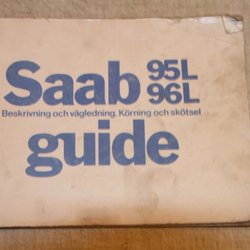 Saab 95L
96L
Beskrivning och vägledning. Körning och skötsel
guide